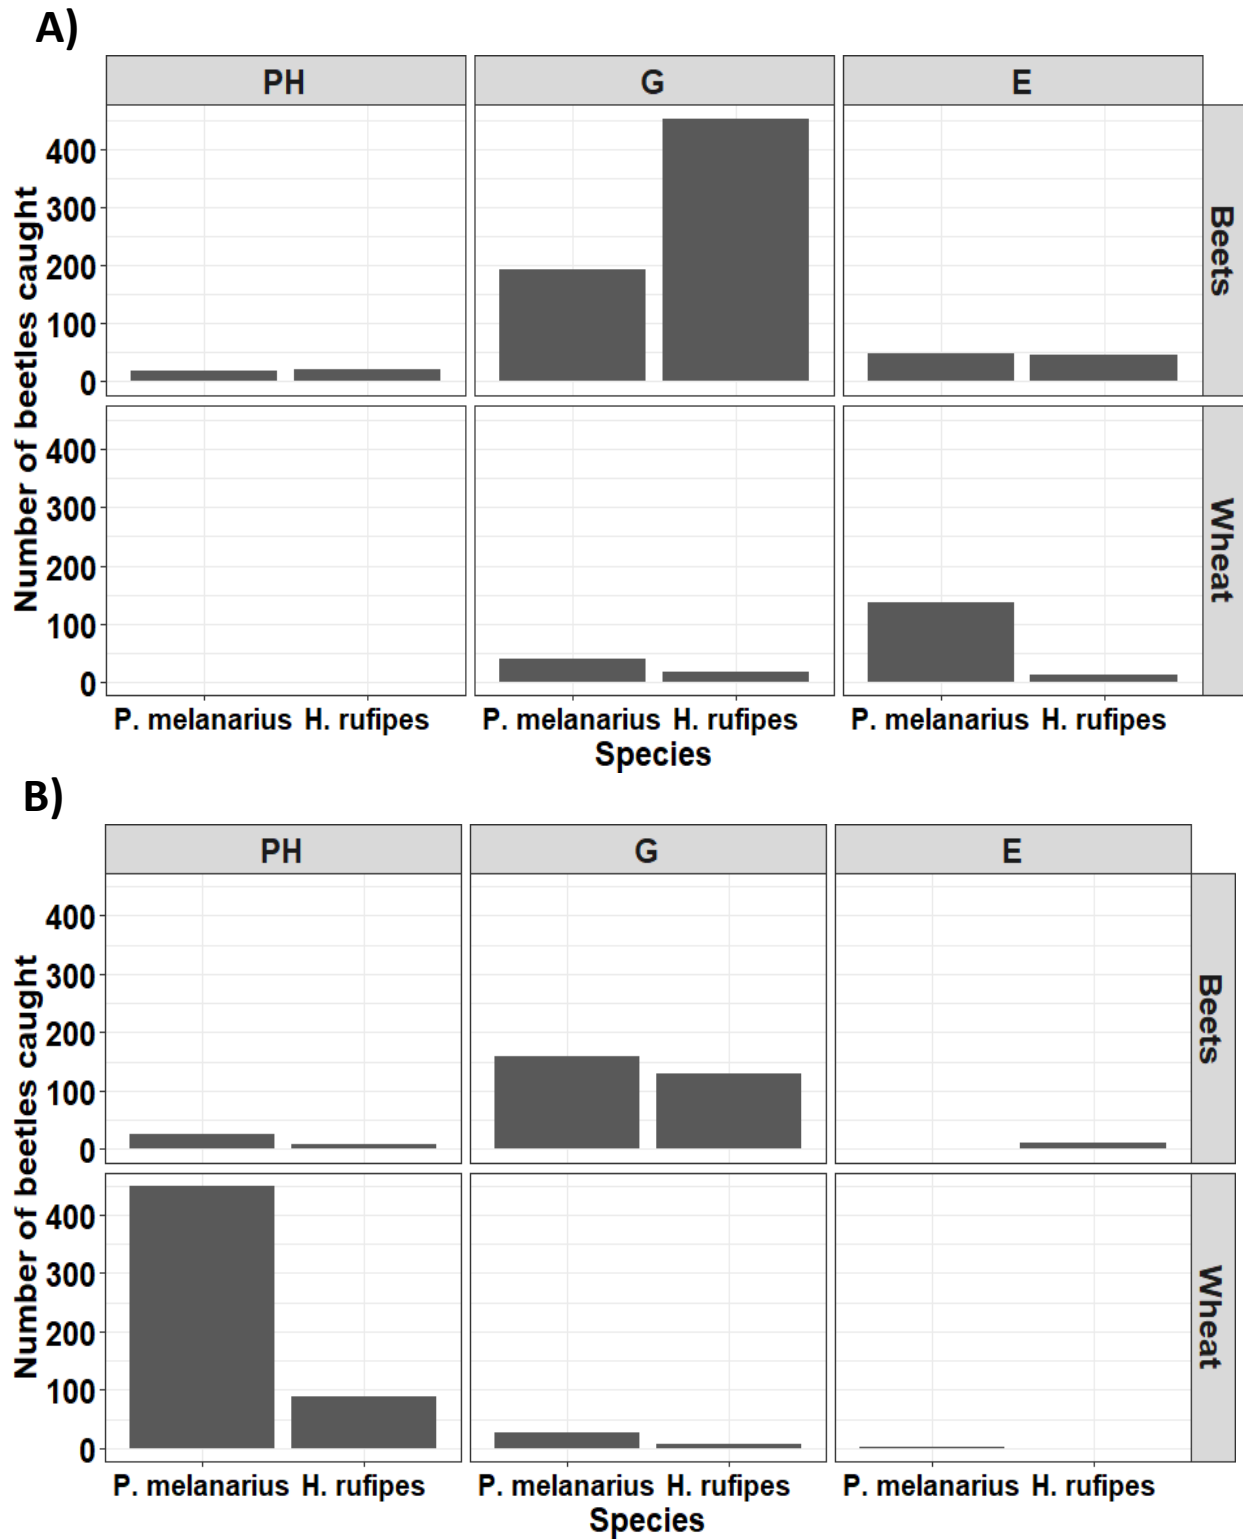 A)
PH G E
Number of beetles caught
400
300
200
100
0
Beets
400
300
200
100
0
Wheat
P. melanarius H. rufipes P. melanarius H. rufipes P. melanarius H. rufipes
Species
B)
PH G E
Number of beetles caught
400
300
200
100
0
Beets
400
300
200
100
0
Wheat
P. melanarius H. rufipes P. melanarius H. rufipes P. melanarius H. rufipes
Species